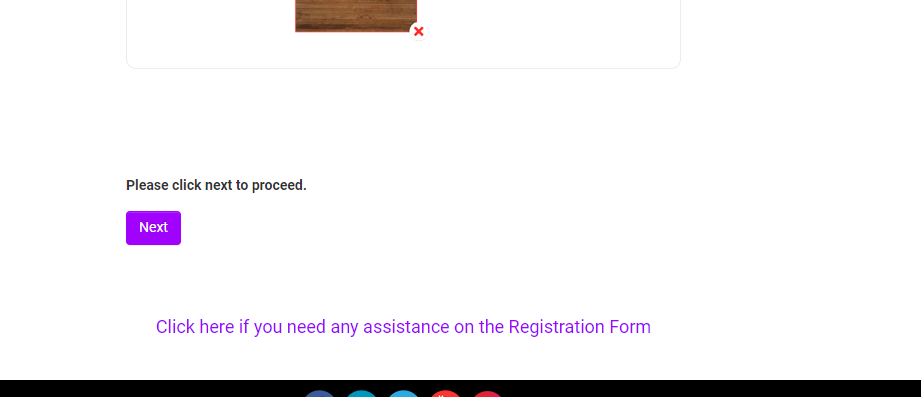 Please click next to proceed.
Next
Click here if you need any assistance on the Registration Form